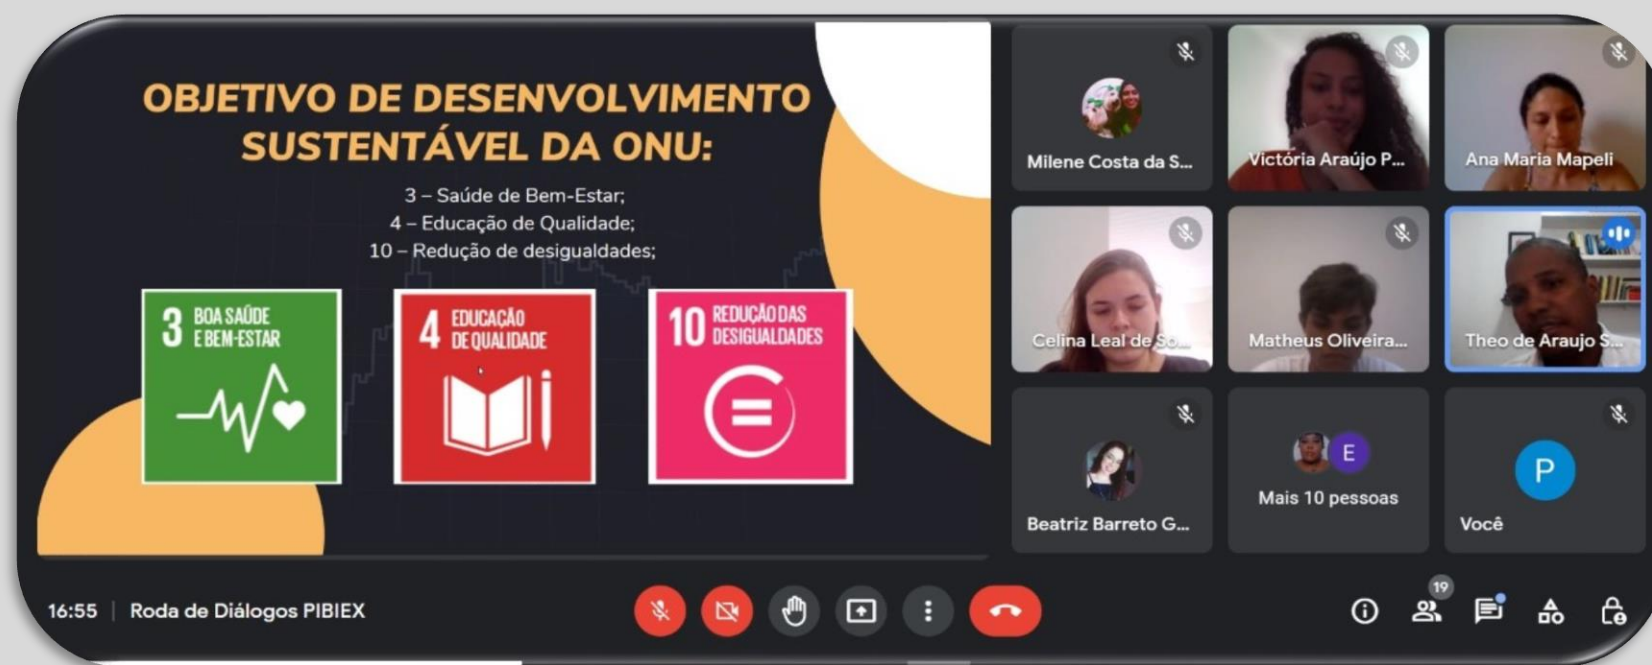 OBJETIVO DE DESENVOLVIMENTO
SUSTENTÁVEL DA ONU:
3 – Saúde de Bem-Estar;
4 – Educação de Qualidade;
10 – Redução de desigualdades;
3 BOA SAÚDE
E BEM-ESTAR
4 EDUCAÇÃO
DE QUALIDADE
10 REDUÇÃO DAS
DESIGUALDADES
Milene Costa da S...
Victória Araújo P...
Ana Maria Mapeli
Celina Leal de So...
Matheus Oliveira...
Theo de Araujo S...
Beatriz Barreto G...
E
Mais 10 pessoas
P
Você
16:55 | Roda de Diálogos PIBIEX
19